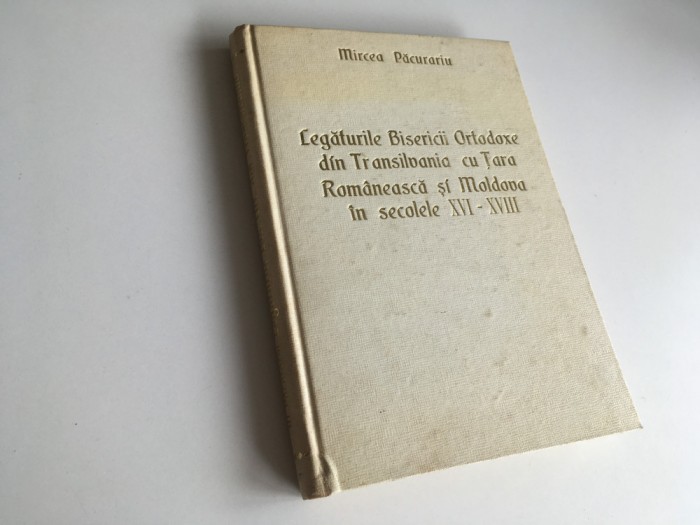 Mircea Păcurariu
Legăturile Bisericii Ortodoxe
din Transilvania cu Țara
Românească și Moldova
în secolele XVI - XVIII